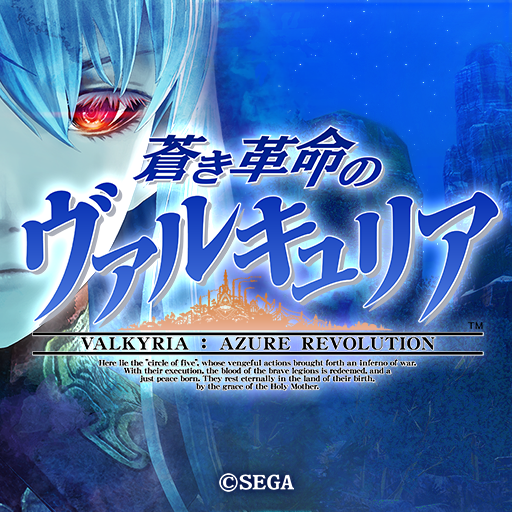 蒼き革命の
ヴァルキュリア
TM
VALKYRIA : AZURE REVOLUTION
Here lie the "circle of five", whose vengeful actions brought forth an inferno of war.
With their execution, the blood of the brave legions is redeemed, and a
just peace born. They rest eternally in the land of their birth,
by the grace of the Holy Mother.
©SEGA